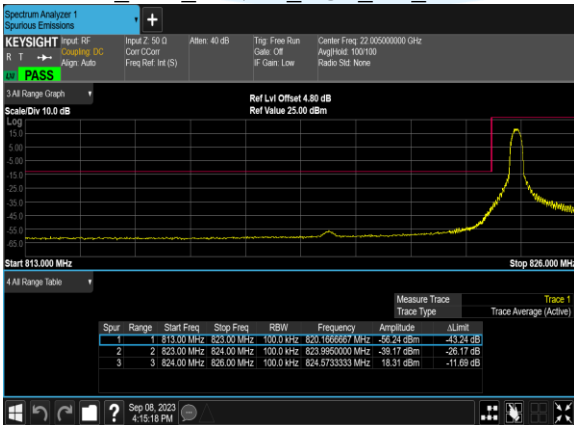 Spectrum Analyzer 1
Spurious Emissions
KEYSIGHT Input: RF Input Z: 50 Ω Atten: 40 dB Trig: Free Run Center Freq: 22.005000000 GHz
R T Coupling: DC Corr CCorr Gate: Off Avg|Hold: 100/100
Align: Auto Freq Ref: Int (S) IF Gain: Low Radio Std: None
PASS
3 All Range Graph
Ref Lvl Offset 4.80 dB
Scale/Div 10.0 dB Ref Value 25.00 dBm
Log
15.0
5.00
-5.00
-15.0
-25.0
-35.0
-45.0
-55.0
-65.0
Start 813.000 MHz Stop 826.000 MHz
4 All Range Table
Measure Trace Trace 1
Trace Type Trace Average (Active)
Spur Range Start Freq Stop Freq RBW Frequency Amplitude ΔLimit
1 1 813.00 MHz 823.00 MHz 100.0 kHz 820.1666667 MHz -56.24 dBm -43.24 dB
2 2 823.00 MHz 824.00 MHz 100.0 kHz 823.9950000 MHz -39.17 dBm -26.17 dB
3 3 824.00 MHz 826.00 MHz 100.0 kHz 824.5733333 MHz 18.31 dBm -11.69 dB
Sep 08, 2023
4:15:18 PM